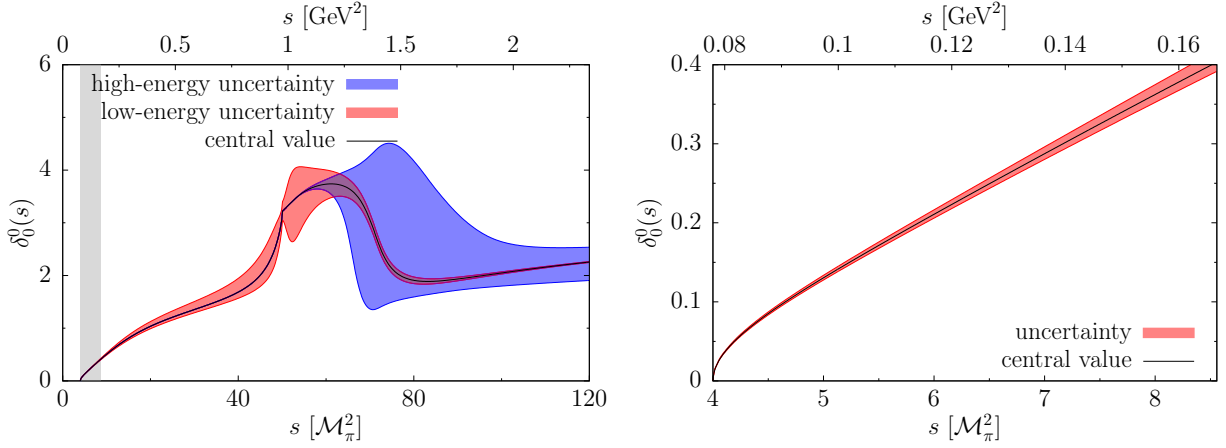 s [GeV²]
0 0.5 1 1.5 2
6
4
2
0
δ₀⁰(s)
high-energy uncertainty
low-energy uncertainty
central value
0 40 80 120
s [ℳ_π²]
s [GeV²]
0.08 0.1 0.12 0.14 0.16
0.4
0.3
0.2
0.1
0
δ₀⁰(s)
uncertainty
central value
4 5 6 7 8
s [ℳ_π²]